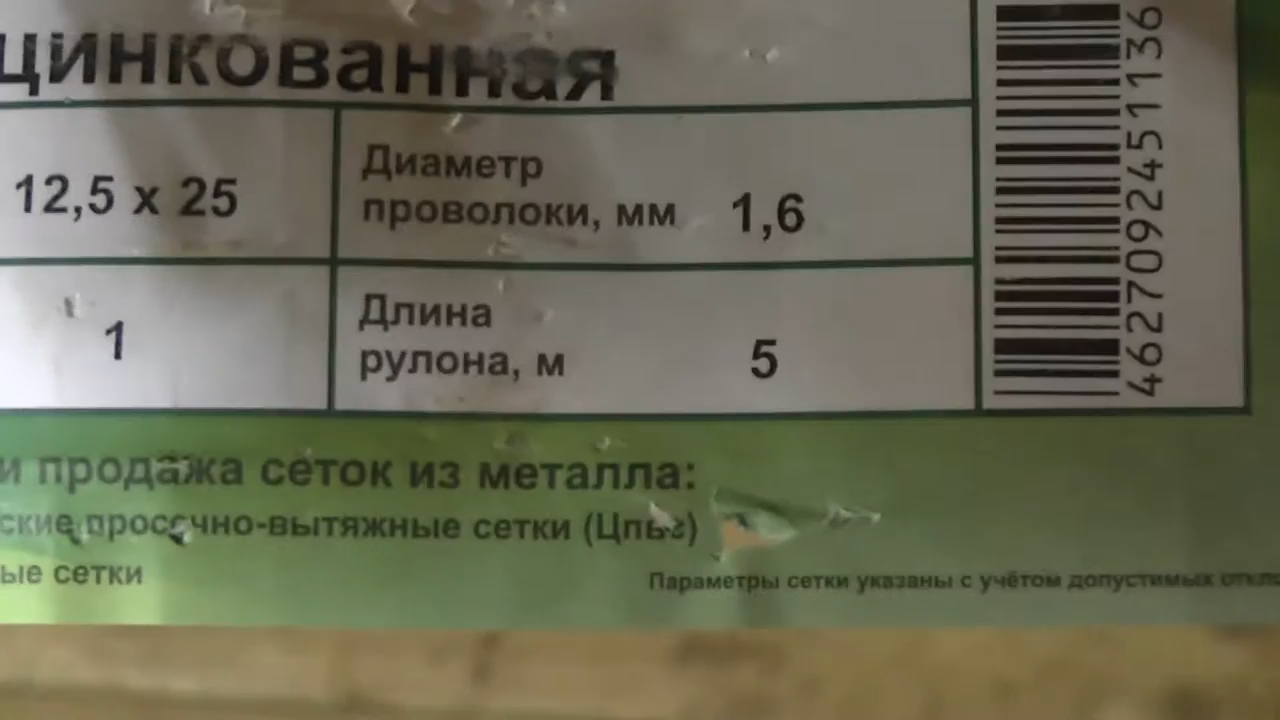 цинкованная
12,5 x 25
Диаметр
проволоки, мм 1,6
1
Длина
рулона, м 5
и продажа сеток из металла:
ские просечно-вытяжные сетки
ые сетки
Параметры сетки указаны с учётом допустимых откло
4627092451136